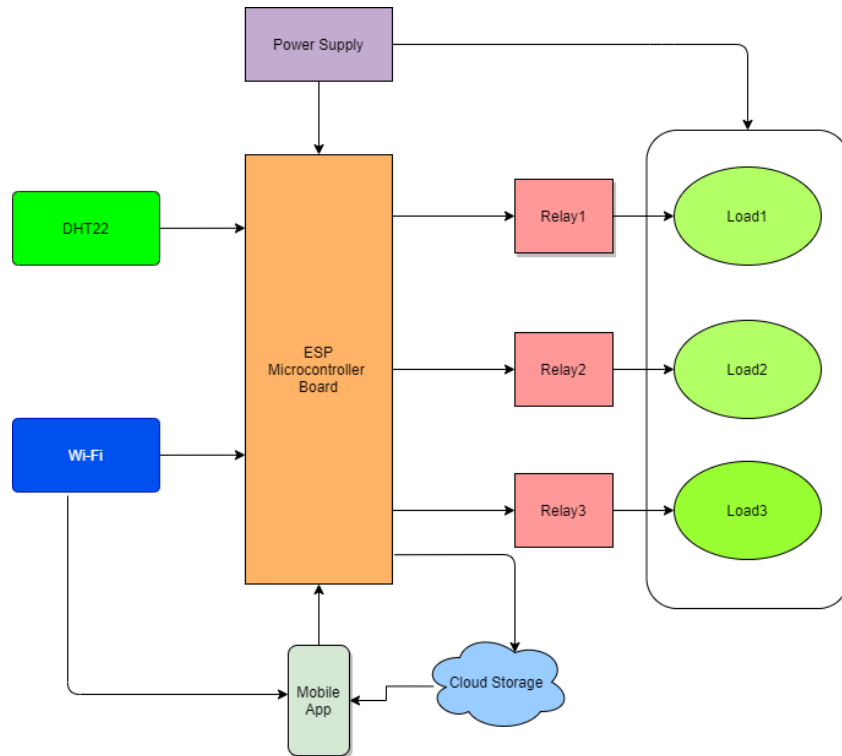 Power Supply
DHT22
Relay1
Load1
ESP
Microcontroller
Board
Relay2
Load2
Wi-Fi
Relay3
Load3
Mobile
App
Cloud Storage